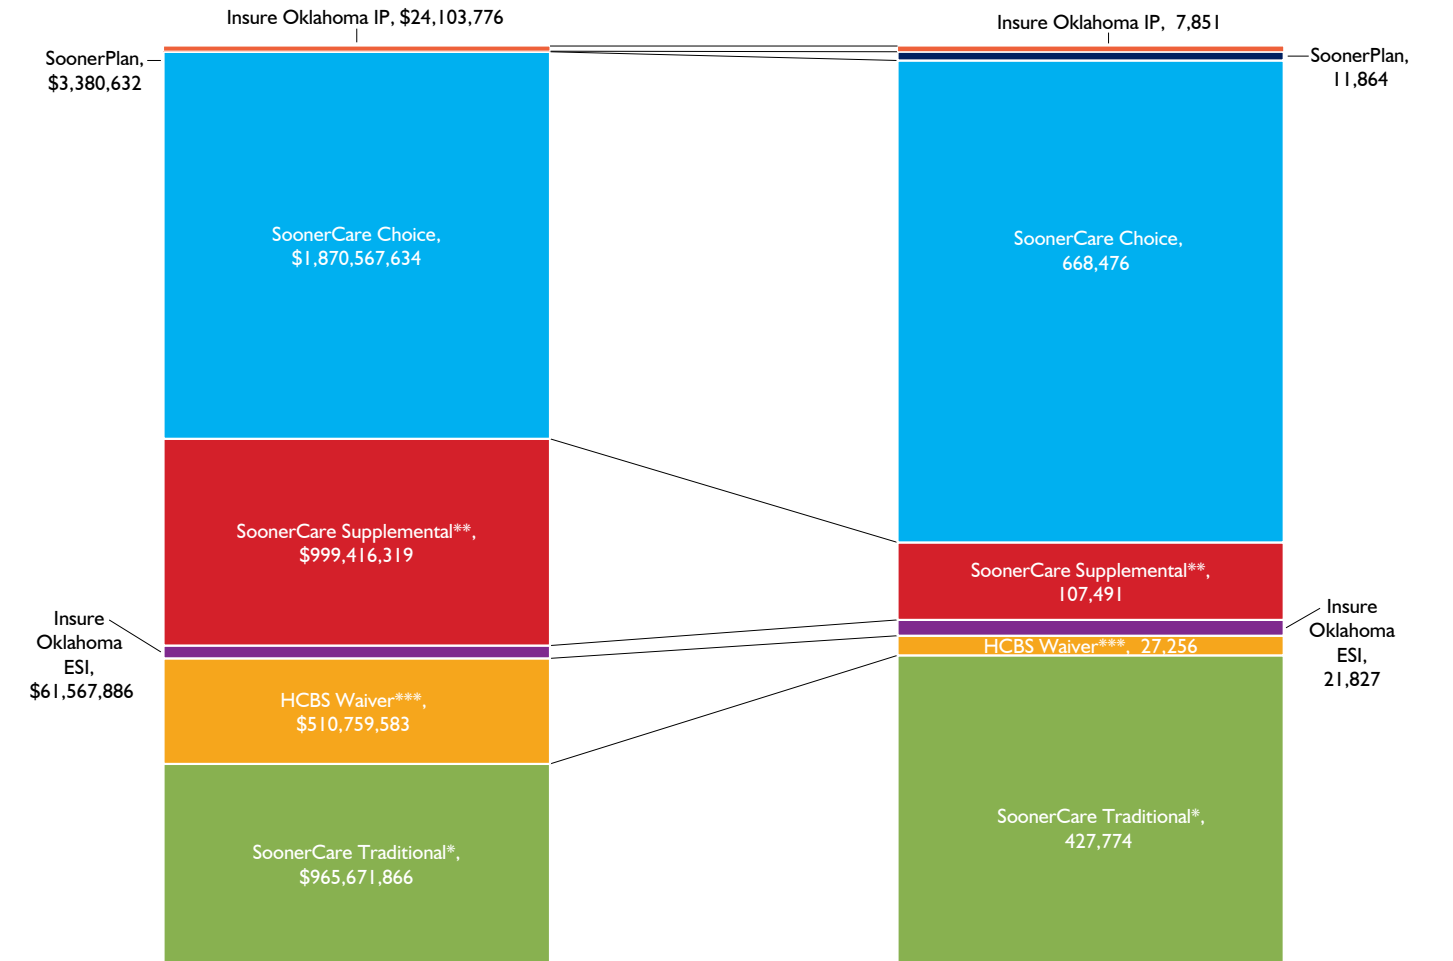 Insure Oklahoma IP, $24,103,776
SoonerPlan,
$3,380,632
SoonerCare Choice,
$1,870,567,634
SoonerCare Supplemental**,
$999,416,319
Insure
Oklahoma
ESI,
$61,567,886
HCBS Waiver***,
$510,759,583
SoonerCare Traditional*,
$965,671,866
Insure Oklahoma IP, 7,851
SoonerPlan,
11,864
SoonerCare Choice,
668,476
SoonerCare Supplemental**,
107,491
Insure
Oklahoma
ESI,
21,827
HCBS Waiver***, 27,256
SoonerCare Traditional*,
427,774